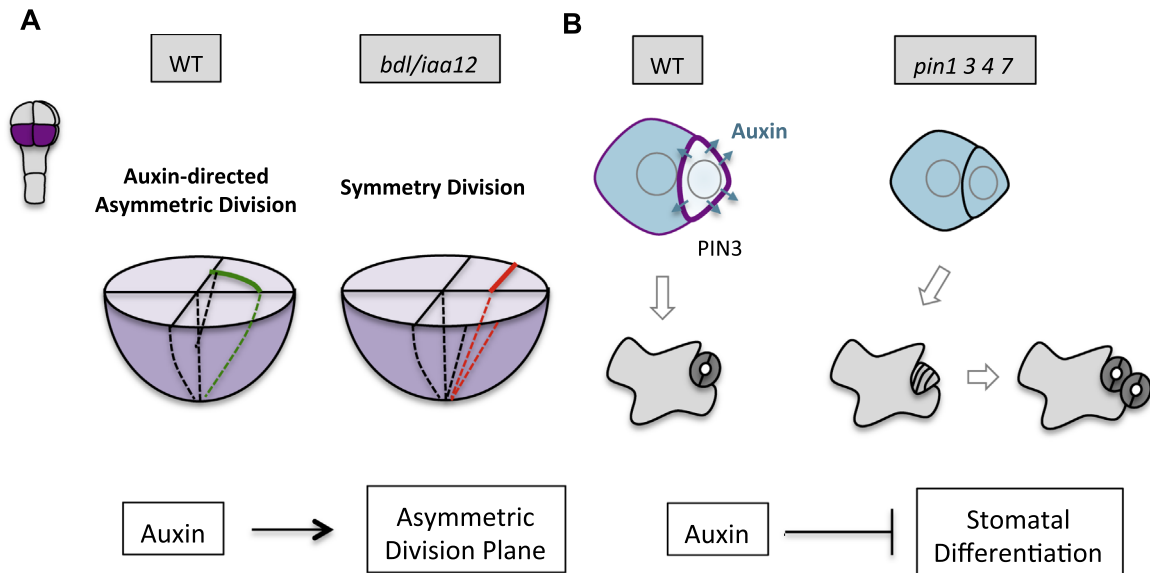 A
WT
bdl/iaa12
Auxin-directed
Asymmetric Division
Symmetry Division
Auxin
Asymmetric
Division Plane
B
WT
pin1 3 4 7
Auxin
PIN3
Auxin
Stomatal
Differentiation